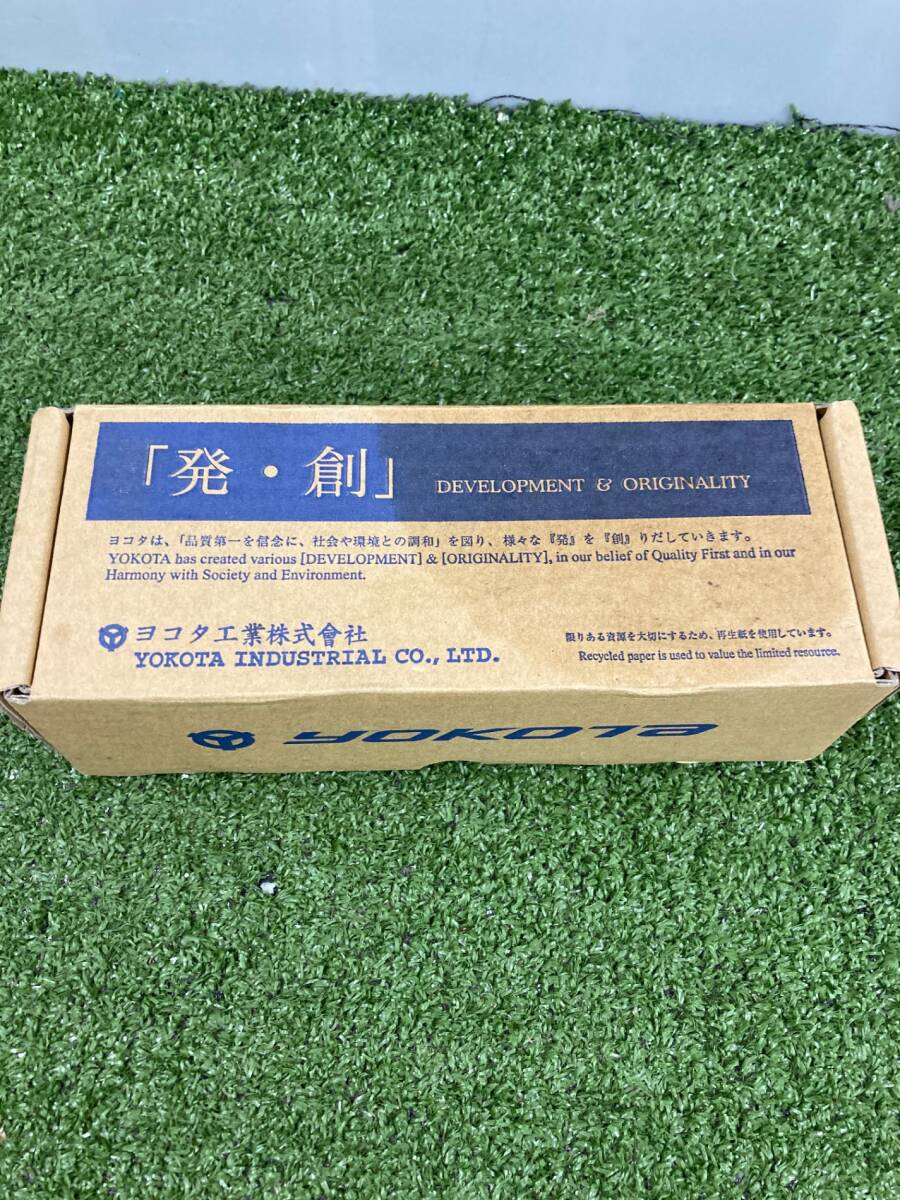 「発・創」 DEVELOPMENT & ORIGINALITY
ヨコタは、「品質第一を信念に、社会や環境との調和」を図り、様々な『発』を『創』りだしていきます。
YOKOTA has created various [DEVELOPMENT] & [ORIGINALITY], in our belief of Quality First and in our
Harmony with Society and Environment.
ヨコタ工業株式會社
YOKOTA INDUSTRIAL CO., LTD.
限りある資源を大切にするため、再生紙を使用しています。
Recycled paper is used to value the limited resource.
YOKOTA